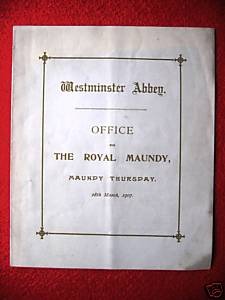 Westminster Abbey.
OFFICE
FOR
THE ROYAL MAUNDY,
MAUNDY THURSDAY.
28th March, 1907.